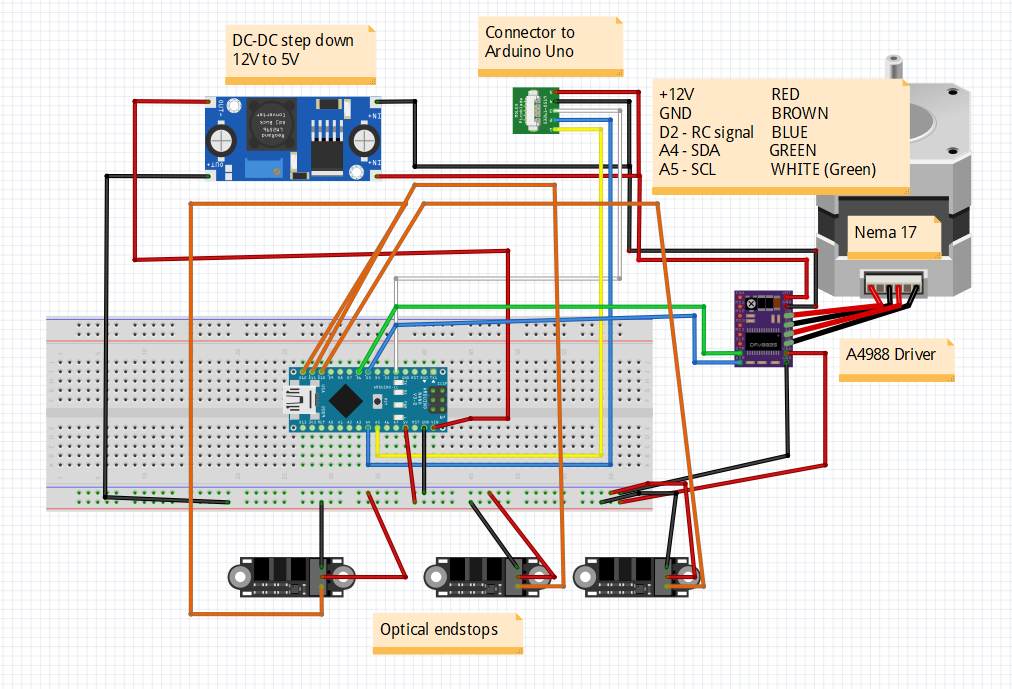 DC-DC step down
12V to 5V
Connector to
Arduino Uno
+12V RED
GND BROWN
D2 - RC signal BLUE
A4 - SDA GREEN
A5 - SCL WHITE (Green)
Nema 17
A4988 Driver
Optical endstops